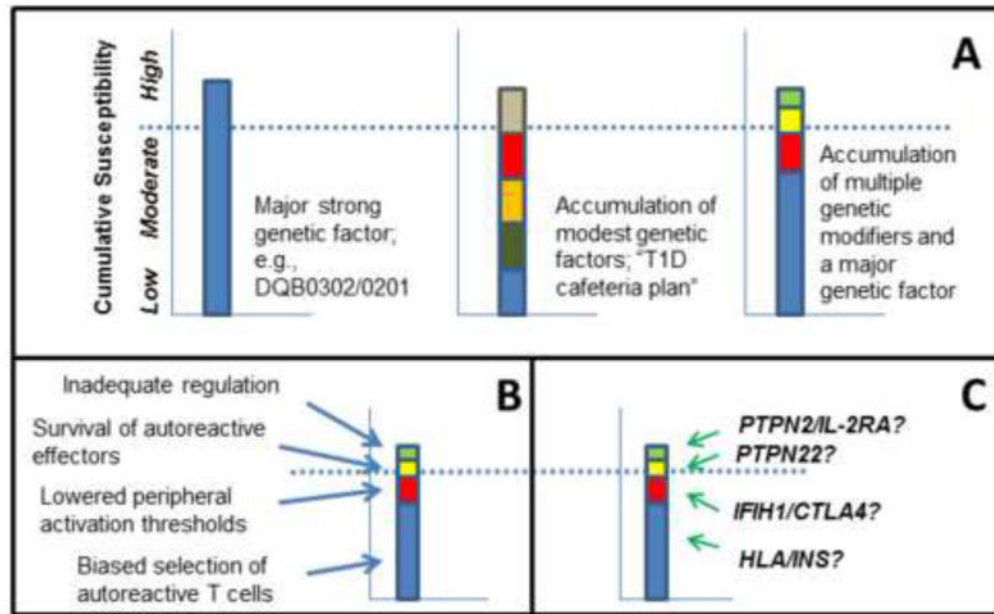 A
Cumulative Susceptibility
High
Moderate
Low
Major strong
genetic factor;
e.g.,
DQB0302/0201
Accumulation of
modest genetic
factors; "T1D
cafeteria plan"
Accumulation
of multiple
genetic
modifiers and
a major
genetic factor
B
Inadequate regulation
Survival of autoreactive
effectors
Lowered peripheral
activation thresholds
Biased selection of
autoreactive T cells
C
PTPN2/IL-2RA?
PTPN22?
IFIH1/CTLA4?
HLA/INS?